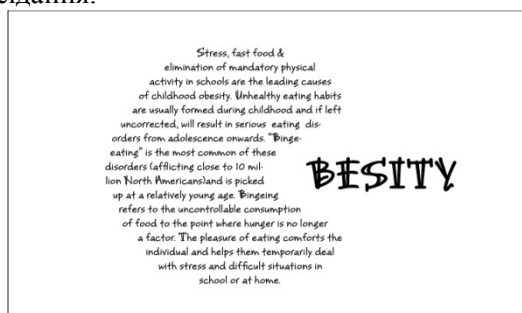 елдания.
Stress, fast food &
elimination of mandatory physical
activity in schools are the leading causes
of childhood obesity. Unhealthy eating habits
are usually formed during childhood and if left
uncorrected, will result in serious eating dis-
orders from adolescence onwards. "Binge-
eating" is the most common of these
disorders (afflicting close to 10 mil-
lion North Americans)and is picked
up at a relatively young age. Bingeing
refers to the uncontrollable consumption
of food to the point where hunger is no longer
a factor. The pleasure of eating comforts the
individual and helps them temporarily deal
with stress and difficult situations in
school or at home.
BESITY